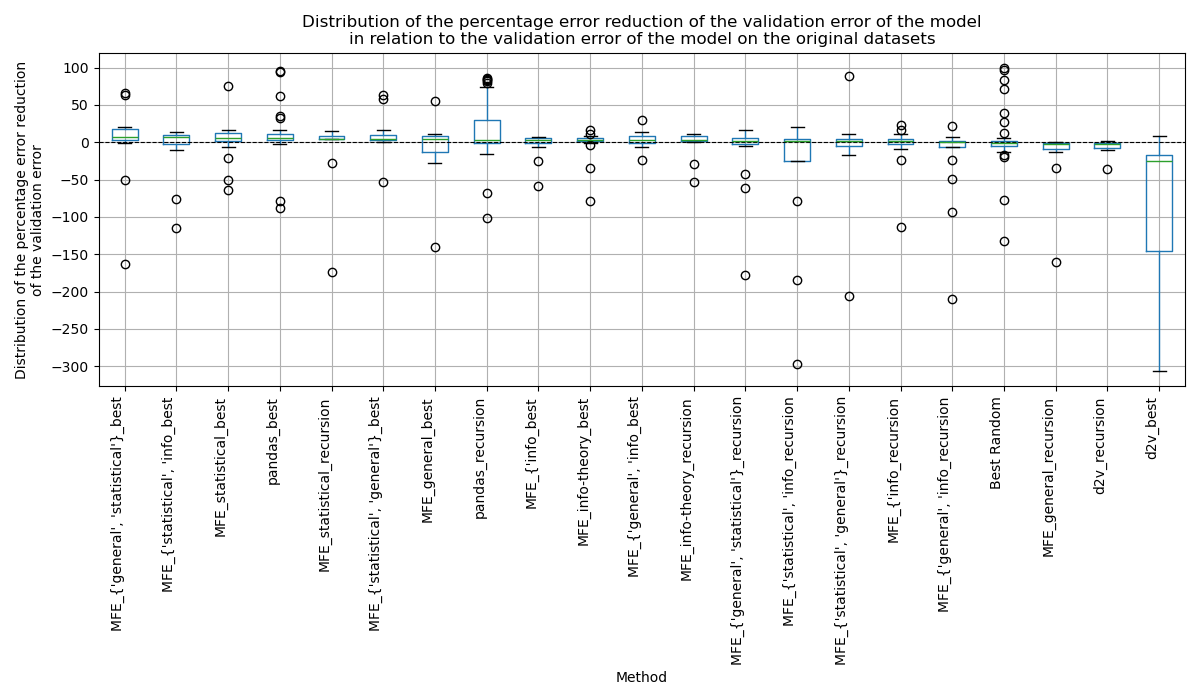 Distribution of the percentage error reduction of the validation error of the model
in relation to the validation error of the model on the original datasets
Distribution of the percentage error reduction
of the validation error
100
50
0
−50
−100
−150
−200
−250
−300
MFE_{'general', 'statistical'}_best
MFE_{'statistical', 'info_best
MFE_statistical_best
pandas_best
MFE_statistical_recursion
MFE_{'statistical', 'general'}_best
MFE_general_best
pandas_recursion
MFE_{'info_best
MFE_info-theory_best
MFE_{'general', 'info_best
MFE_info-theory_recursion
MFE_{'general', 'statistical'}_recursion
MFE_{'statistical', 'info_recursion
MFE_{'statistical', 'general'}_recursion
MFE_{'info_recursion
MFE_{'general', 'info_recursion
Best Random
MFE_general_recursion
d2v_recursion
d2v_best
Method